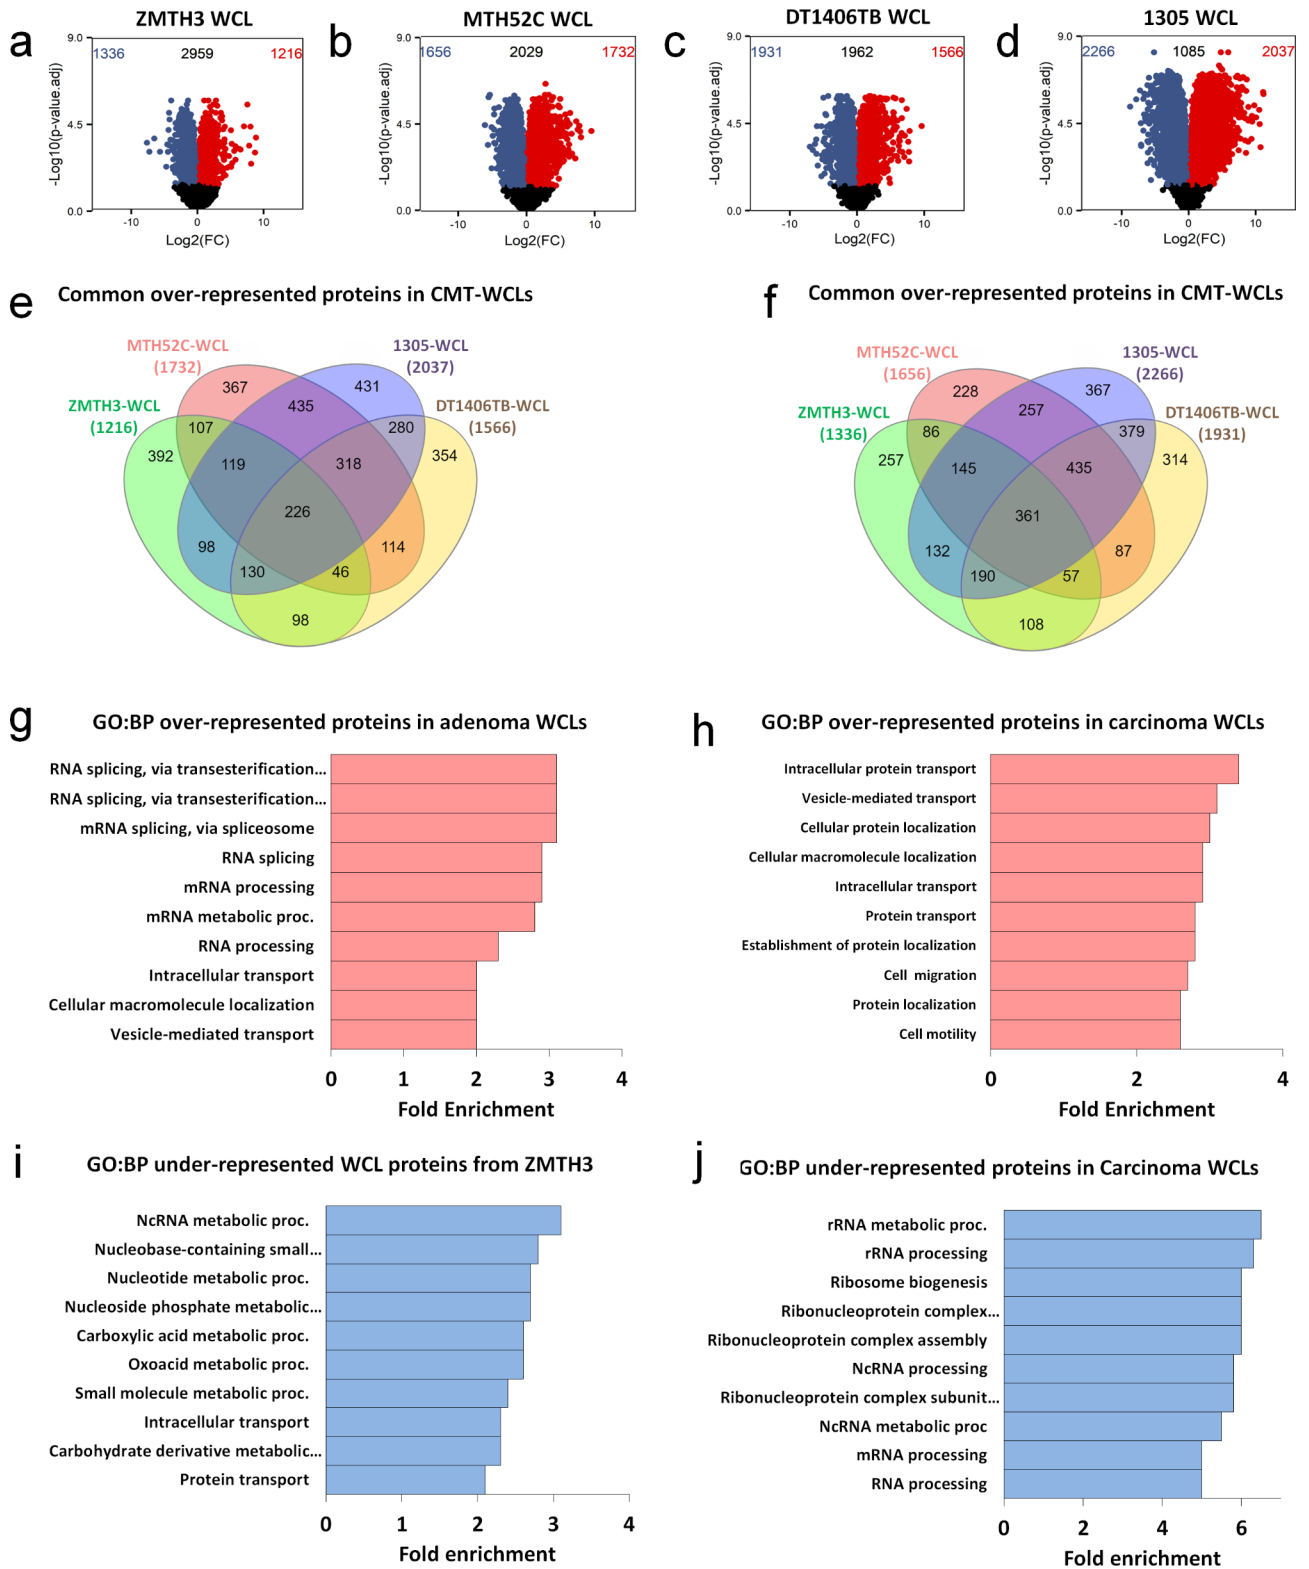 a
ZMTH3 WCL
9.0
1336
2959
1216
-Log10(p-value.adj)
4.5
0.0
-10
0
10
Log2(FC)
b
MTH52C WCL
9.0
1656
2029
1732
-Log10(p-value.adj)
4.5
0.0
-10
0
10
Log2(FC)
c
DT1406TB WCL
9.0
1931
1962
1566
-Log10(p-value.adj)
4.5
0.0
-10
0
10
Log2(FC)
d
1305 WCL
9.0
2266
1085
2037
-Log10(p-value.adj)
4.5
0.0
-10
0
10
Log2(FC)
e
Common over-represented proteins in CMT-WCLs
MTH52C-WCL
(1732)
1305-WCL
(2037)
ZMTH3-WCL
(1216)
DT1406TB-WCL
(1566)
367
431
435
107
280
392
119
318
354
226
98
114
130
46
98
f
Common over-represented proteins in CMT-WCLs
MTH52C-WCL
(1656)
1305-WCL
(2266)
ZMTH3-WCL
(1336)
DT1406TB-WCL
(1931)
228
367
257
86
379
257
145
435
314
361
132
87
190
57
108
g
GO:BP over-represented proteins in adenoma WCLs
RNA splicing, via transesterification...
RNA splicing, via transesterification...
mRNA splicing, via spliceosome
RNA splicing
mRNA processing
mRNA metabolic proc.
RNA processing
Intracellular transport
Cellular macromolecule localization
Vesicle-mediated transport
0 1 2 3 4
Fold Enrichment
h
GO:BP over-represented proteins in carcinoma WCLs
Intracellular protein transport
Vesicle-mediated transport
Cellular protein localization
Cellular macromolecule localization
Intracellular transport
Protein transport
Establishment of protein localization
Cell migration
Protein localization
Cell motility
0 2 4
Fold Enrichment
i
GO:BP under-represented WCL proteins from ZMTH3
NcRNA metabolic proc.
Nucleobase-containing small...
Nucleotide metabolic proc.
Nucleoside phosphate metabolic...
Carboxylic acid metabolic proc.
Oxoacid metabolic proc.
Small molecule metabolic proc.
Intracellular transport
Carbohydrate derivative metabolic...
Protein transport
0 1 2 3 4
Fold enrichment
j
GO:BP under-represented proteins in Carcinoma WCLs
rRNA metabolic proc.
rRNA processing
Ribosome biogenesis
Ribonucleoprotein complex...
Ribonucleoprotein complex assembly
NcRNA processing
Ribonucleoprotein complex subunit...
NcRNA metabolic proc
mRNA processing
RNA processing
0 2 4 6
Fold enrichment